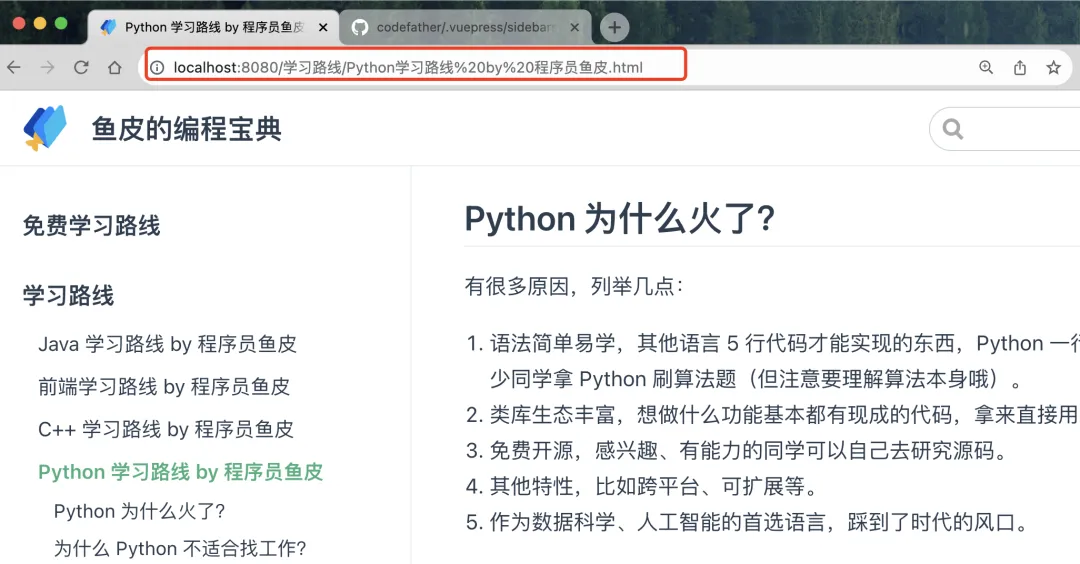 Python 学习路线 by 程序员鱼皮
codefather/.vuepress/sidebar
localhost:8080/学习路线/Python学习路线%20by%20程序员鱼皮.html
鱼皮的编程宝典
免费学习路线
学习路线
Java 学习路线 by 程序员鱼皮
前端学习路线 by 程序员鱼皮
C++ 学习路线 by 程序员鱼皮
Python 学习路线 by 程序员鱼皮
Python 为什么火了?
为什么 Python 不适合找工作?
Python 为什么火了?
有很多原因，列举几点：
1. 语法简单易学，其他语言 5 行代码才能实现的东西，Python 一行
少同学拿 Python 刷算法题（但注意要理解算法本身哦）。
2. 类库生态丰富，想做什么功能基本都有现成的代码，拿来直接用
3. 免费开源，感兴趣、有能力的同学可以自己去研究源码。
4. 其他特性，比如跨平台、可扩展等。
5. 作为数据科学、人工智能的首选语言，踩到了时代的风口。